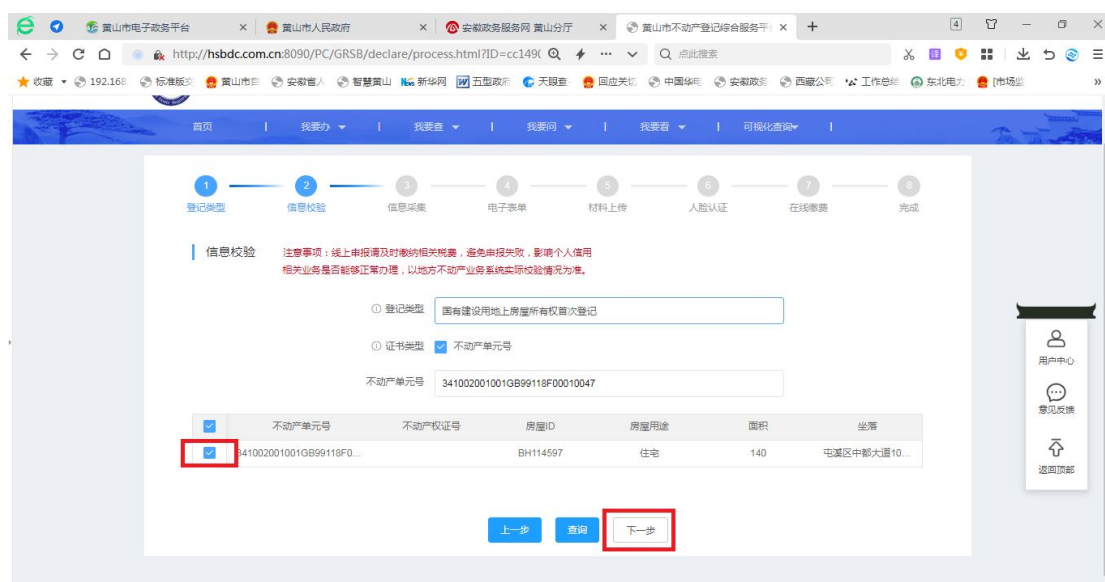 黄山市电子政务平台 × 黄山市人民政府 × 安徽政务服务网 黄山分厅 × 黄山市不动产登记综合服务平台 × + 4
http://hsbdc.com.cn:8090/PC/GRSB/declare/process.html?ID=cc149( 点此搜索
收藏 192.168. 标准版交 黄山市自 安徽省人 智慧黄山 新华网 五型政府 天眼查 回应关切 中国华电 安徽政务 西藏公司 工作总结 东北电力 [市场监 »
首页 | 我要办 | 我要查 | 我要问 | 我要看 | 可视化查询 |
1 2 3 4 5 6 7 8
登记类型 信息校验 信息采集 电子表单 材料上传 人脸认证 在线缴费 完成
信息校验 注意事项：线上申报请及时缴纳相关税费，避免申报失败，影响个人信用
相关业务是否能够正常办理，以地方不动产业务系统实际校验情况为准。
登记类型 国有建设用地上房屋所有权首次登记
证书类型 不动产单元号
不动产单元号 341002001001GB99118F00010047
不动产单元号 不动产权证号 房屋ID 房屋用途 面积 坐落
341002001001GB99118F0... BH114597 住宅 140 屯溪区中都大道10...
上一步 查询 下一步
用户中心
意见反馈
返回顶部